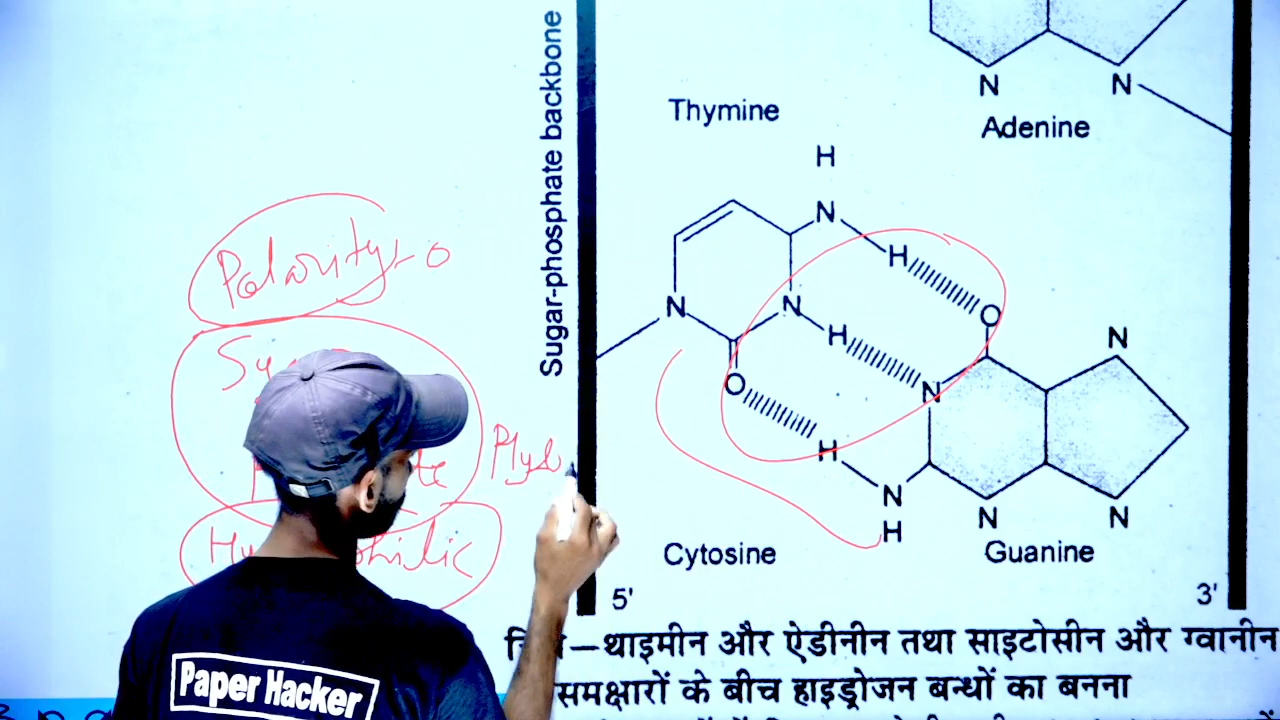 Sugar-phosphate backbone
N
N
Thymine
Adenine
H
N
H
Polarity
O
N
N
H
N
O
N
H
N
H
N
N
Hydrophilic
Cytosine
Guanine
5'
3'
—थाइमीन और ऐडीनीन तथा साइटोसीन और ग्वानीन
समक्षारों के बीच हाइड्रोजन बन्धों का बनना
Paper Hacker